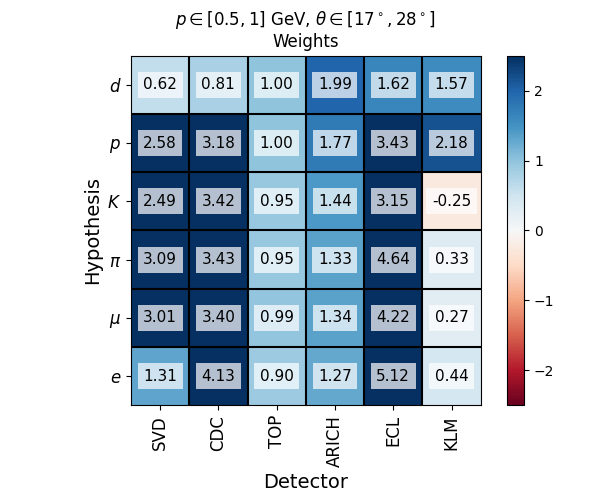 p ∈ [0.5, 1] GeV, θ ∈ [17°, 28°]
Weights
d 0.62 0.81 1.00 1.99 1.62 1.57
p 2.58 3.18 1.00 1.77 3.43 2.18
K 2.49 3.42 0.95 1.44 3.15 -0.25
π 3.09 3.43 0.95 1.33 4.64 0.33
μ 3.01 3.40 0.99 1.34 4.22 0.27
e 1.31 4.13 0.90 1.27 5.12 0.44
Hypothesis
SVD CDC TOP ARICH ECL KLM
Detector
2
1
0
−1
−2